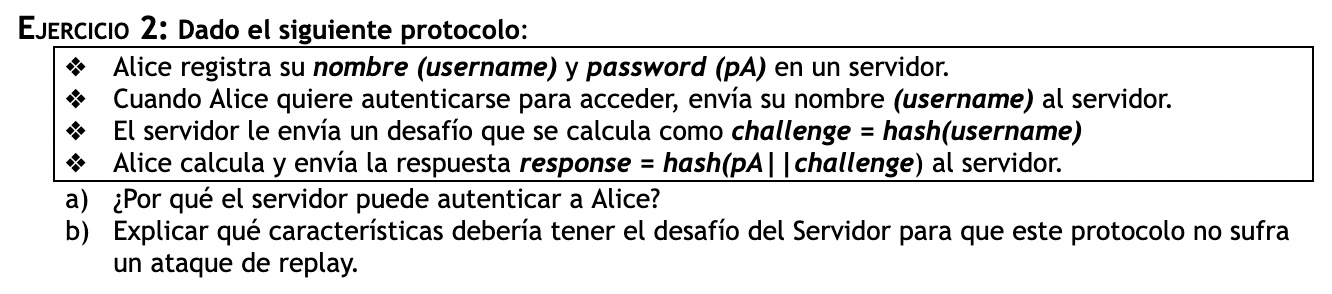 EJERCICIO 2: Dado el siguiente protocolo:
❖ Alice registra su nombre (username) y password (pA) en un servidor.
❖ Cuando Alice quiere autenticarse para acceder, envía su nombre (username) al servidor.
❖ El servidor le envía un desafío que se calcula como challenge = hash(username)
❖ Alice calcula y envía la respuesta response = hash(pA||challenge) al servidor.
a) ¿Por qué el servidor puede autenticar a Alice?
b) Explicar qué características debería tener el desafío del Servidor para que este protocolo no sufra
un ataque de replay.